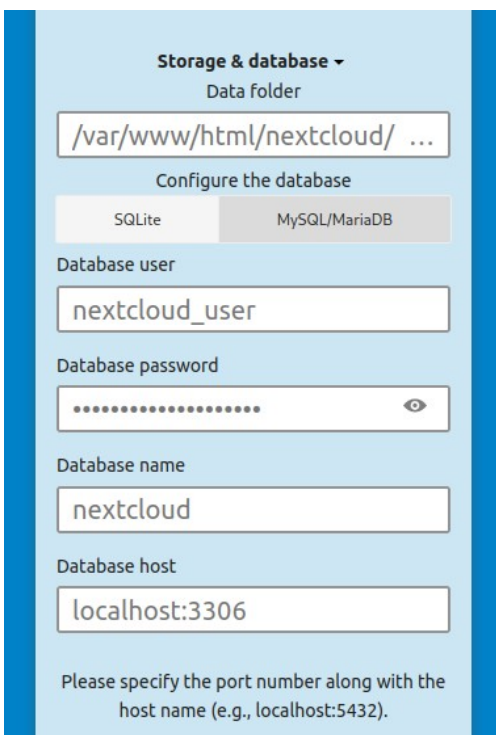 Storage & database
Data folder
/var/www/html/nextcloud/ ...
Configure the database
SQLite MySQL/MariaDB
Database user
nextcloud_user
Database password
••••••••••••••••••••
Database name
nextcloud
Database host
localhost:3306
Please specify the port number along with the
host name (e.g., localhost:5432).